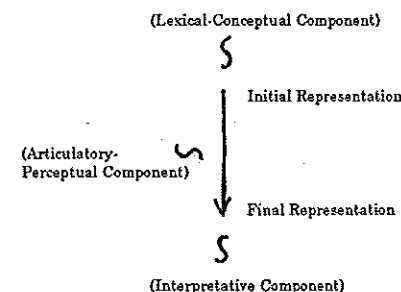 (Lexical-Conceptual Component)
Initial Representation
(Articulatory-
Perceptual Component)
Final Representation
(Interpretative Component)